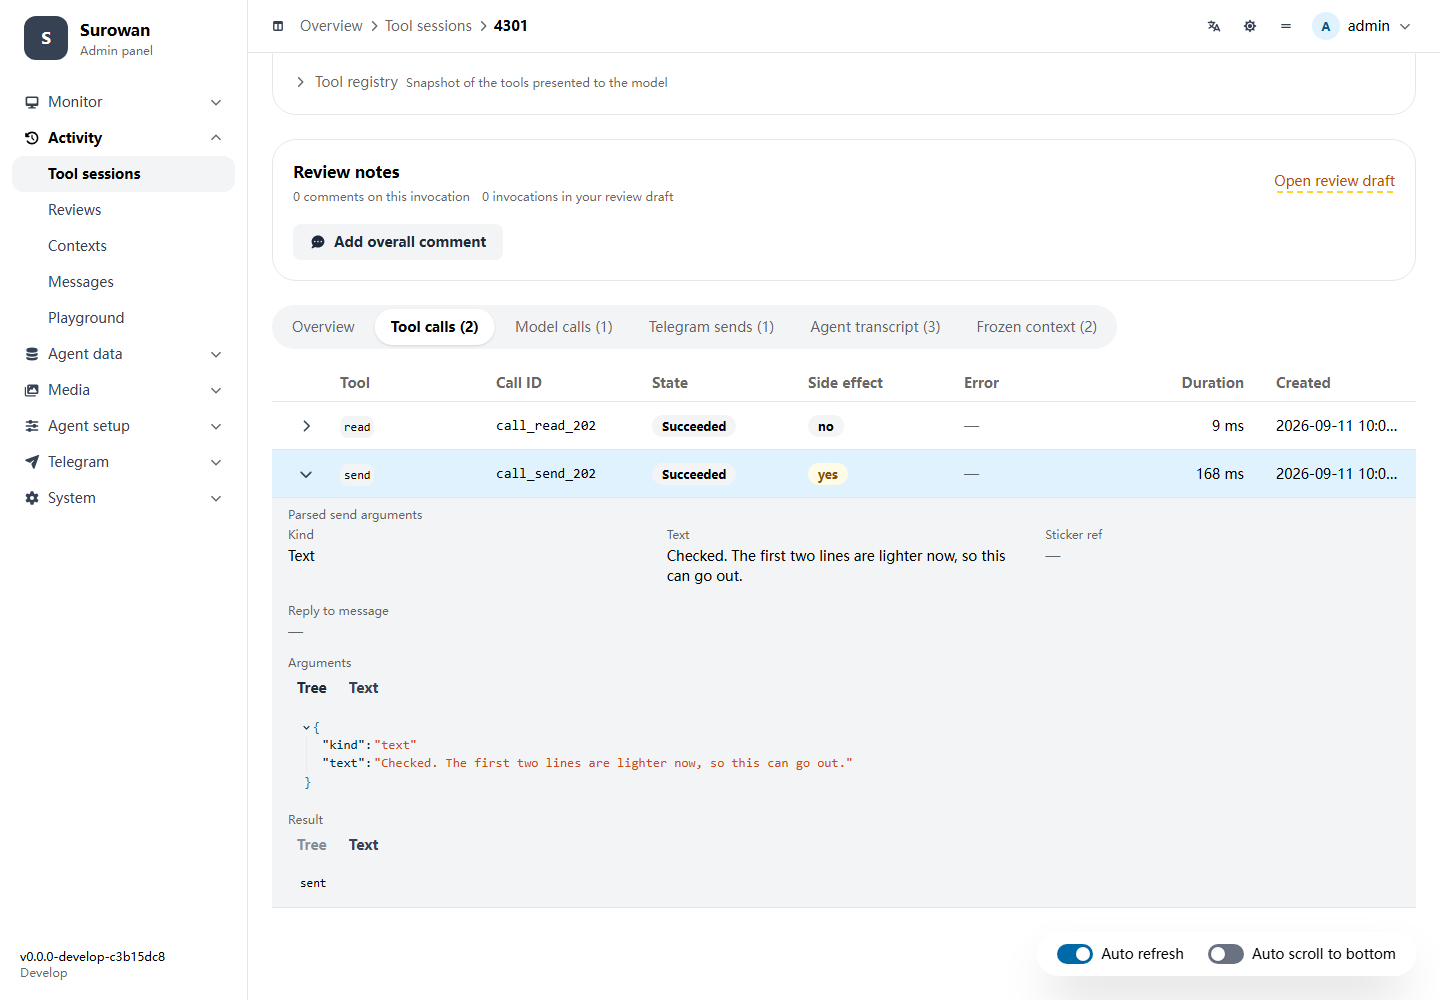 S
Surowan
Admin panel
Monitor
Activity
Tool sessions
Reviews
Contexts
Messages
Playground
Agent data
Media
Agent setup
Telegram
System
v0.0.0-develop-c3b15dc8
Develop
Overview > Tool sessions > 4301
A admin
Tool registry Snapshot of the tools presented to the model
Review notes
0 comments on this invocation 0 invocations in your review draft
Open review draft
Add overall comment
Overview Tool calls (2) Model calls (1) Telegram sends (1) Agent transcript (3) Frozen context (2)
Tool Call ID State Side effect Error Duration Created
read call_read_202 Succeeded no — 9 ms 2026-09-11 10:0...
send call_send_202 Succeeded yes — 168 ms 2026-09-11 10:0...
Parsed send arguments
Kind Text Sticker ref
Text Checked. The first two lines are lighter now, so this —
can go out.
Reply to message
—
Arguments
Tree Text
{
"kind":"text"
"text":"Checked. The first two lines are lighter now, so this can go out."
}
Result
Tree Text
sent
Auto refresh Auto scroll to bottom